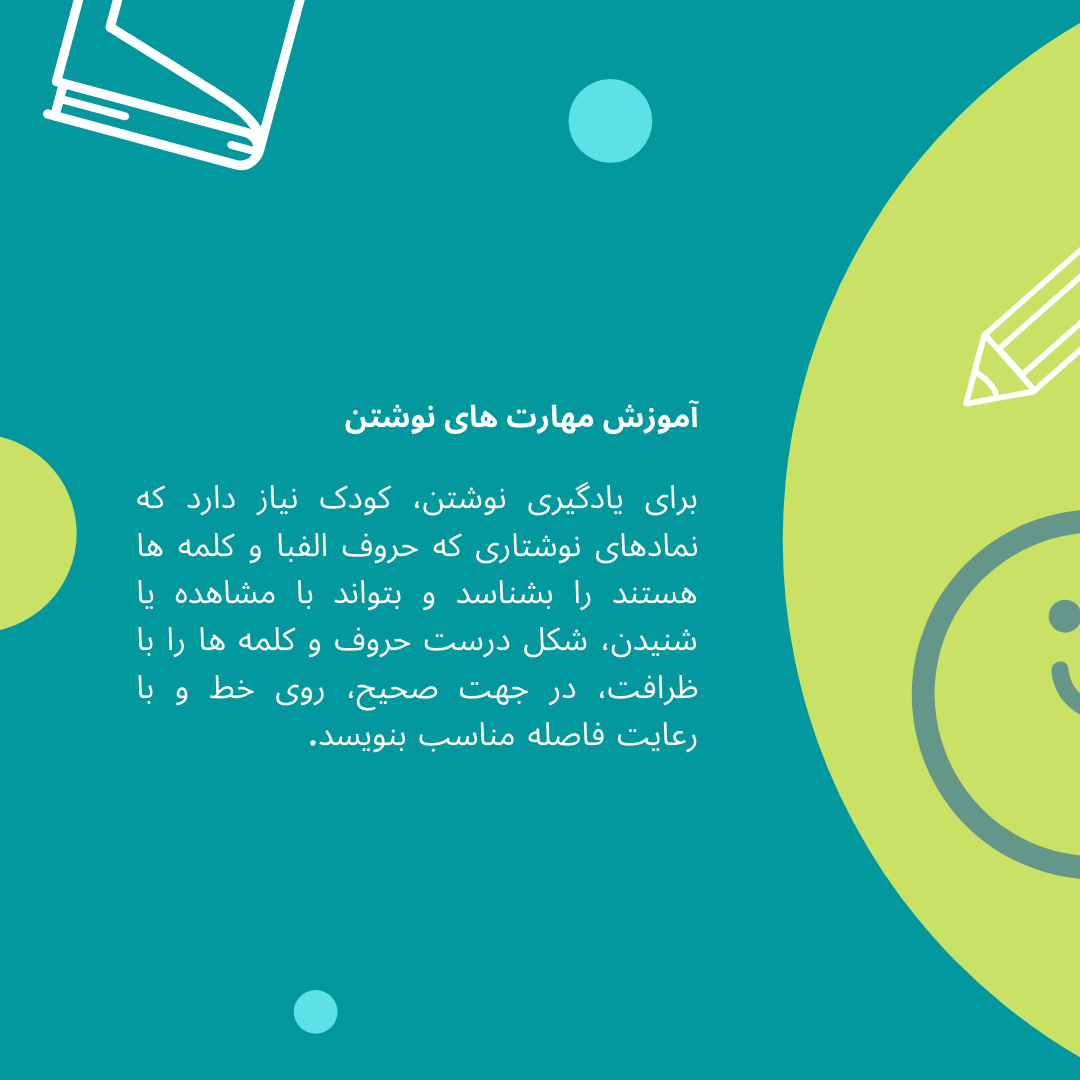 آموزش مهارت های نوشتن
برای یادگیری نوشتن، کودک نیاز دارد که
نمادهای نوشتاری که حروف الفبا و کلمه ها
هستند را بشناسد و بتواند با مشاهده یا
شنیدن، شکل درست حروف و کلمه ها را با
ظرافت، در جهت صحیح، روی خط و با
رعایت فاصله مناسب بنویسد.